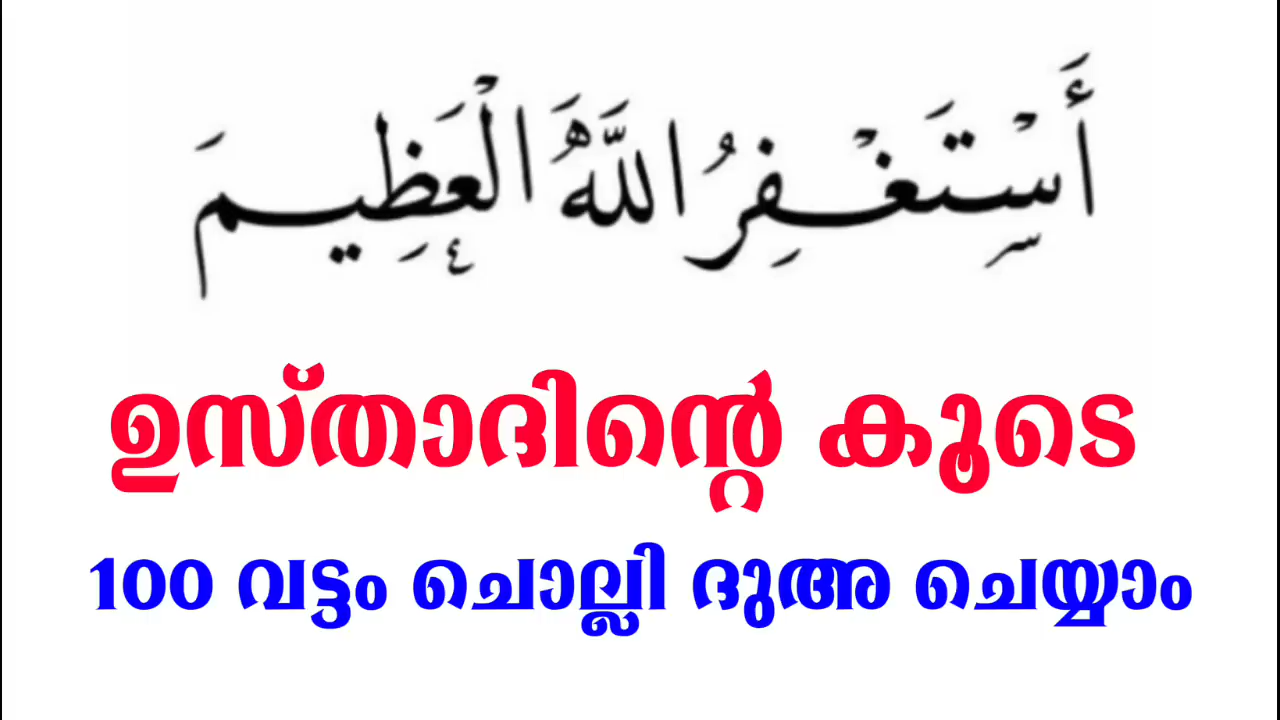 أَسْتَغْفِرُ اللَّهَ الْعَظِيمَ
ഉസ്താദിന്റെ കൂടെ
100 വട്ടം ചൊല്ലി ദുഅ ചെയ്യാം